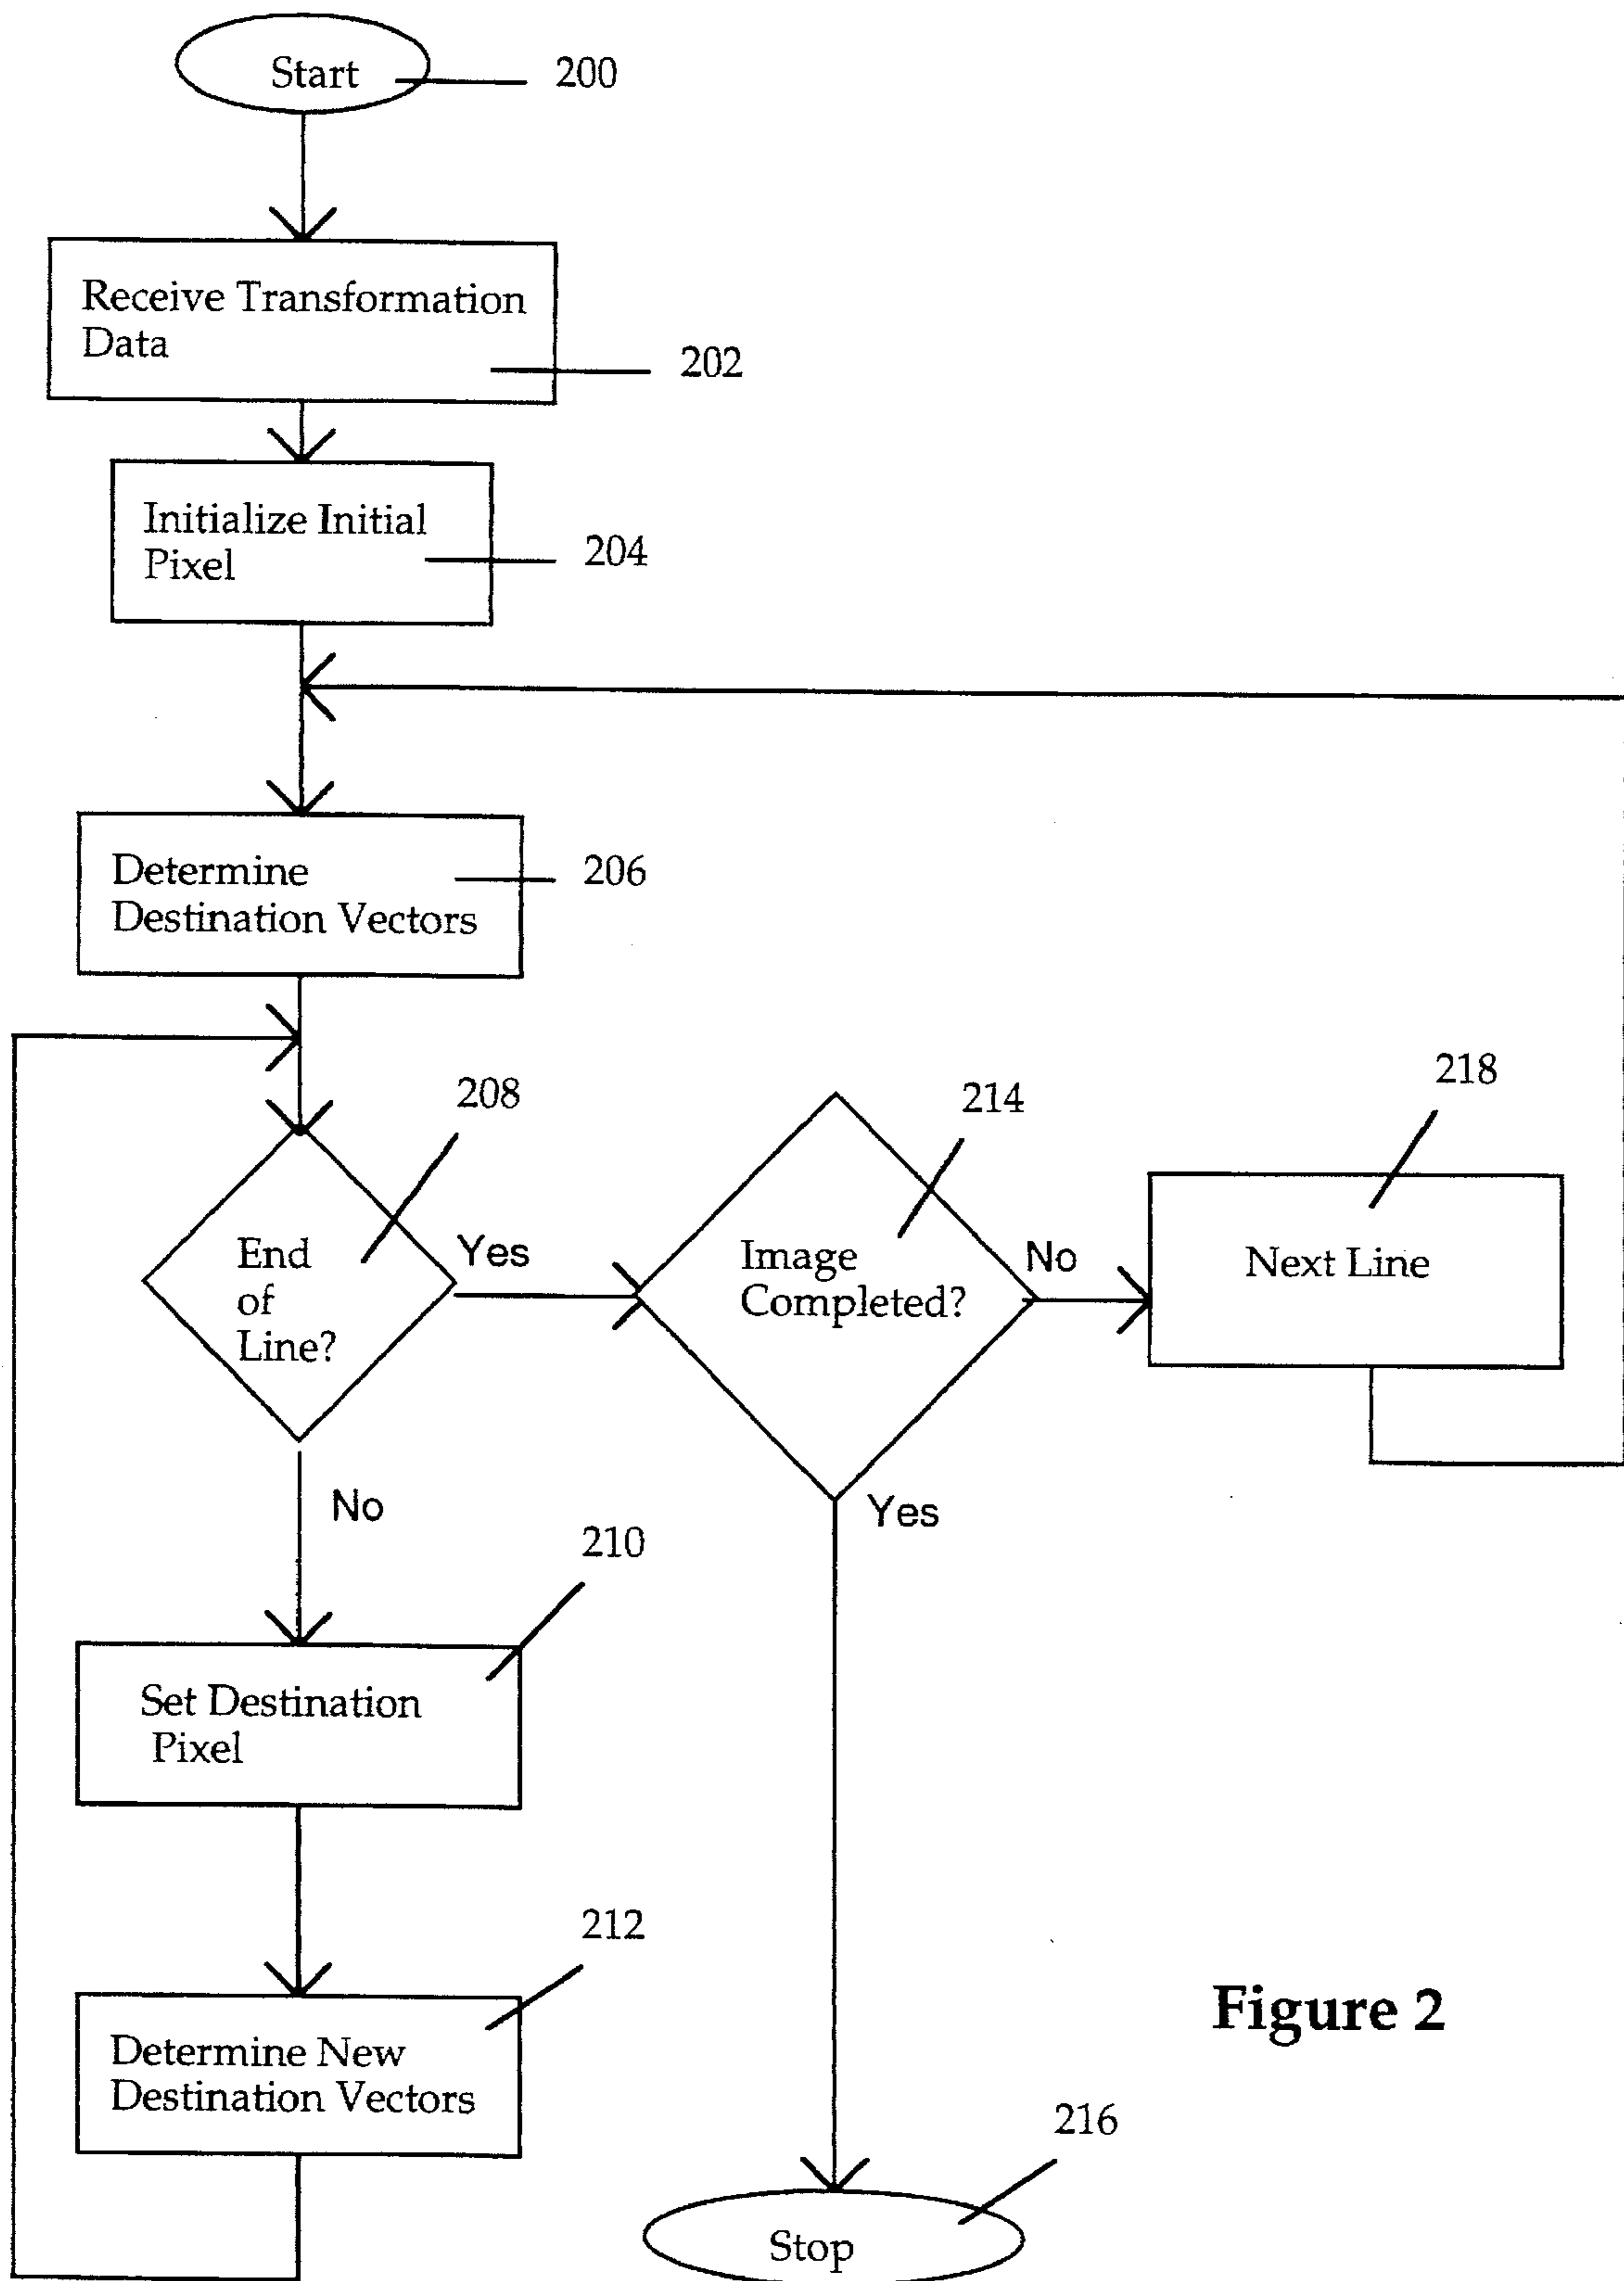 Start
200
Receive Transformation
Data
202
Initialize Initial
Pixel
204
Determine
Destination Vectors
206
208
End
of
Line?
Yes
214
Image
Completed?
No
218
Next Line
No
Yes
210
Set Destination
Pixel
212
Determine New
Destination Vectors
Figure 2
216
Stop